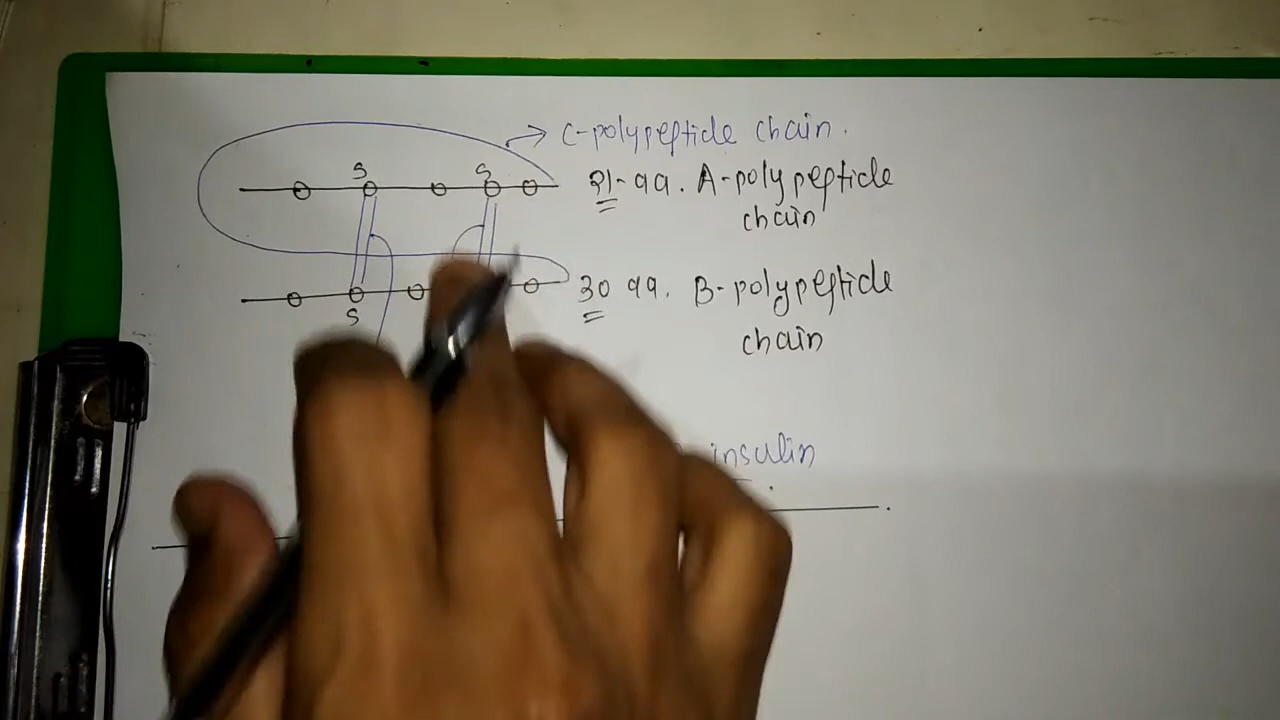 C-polypeptide chain.
S S
21-aa. A-polypeptide
chain
30 aa. B-polypeptide
S
chain
insulin